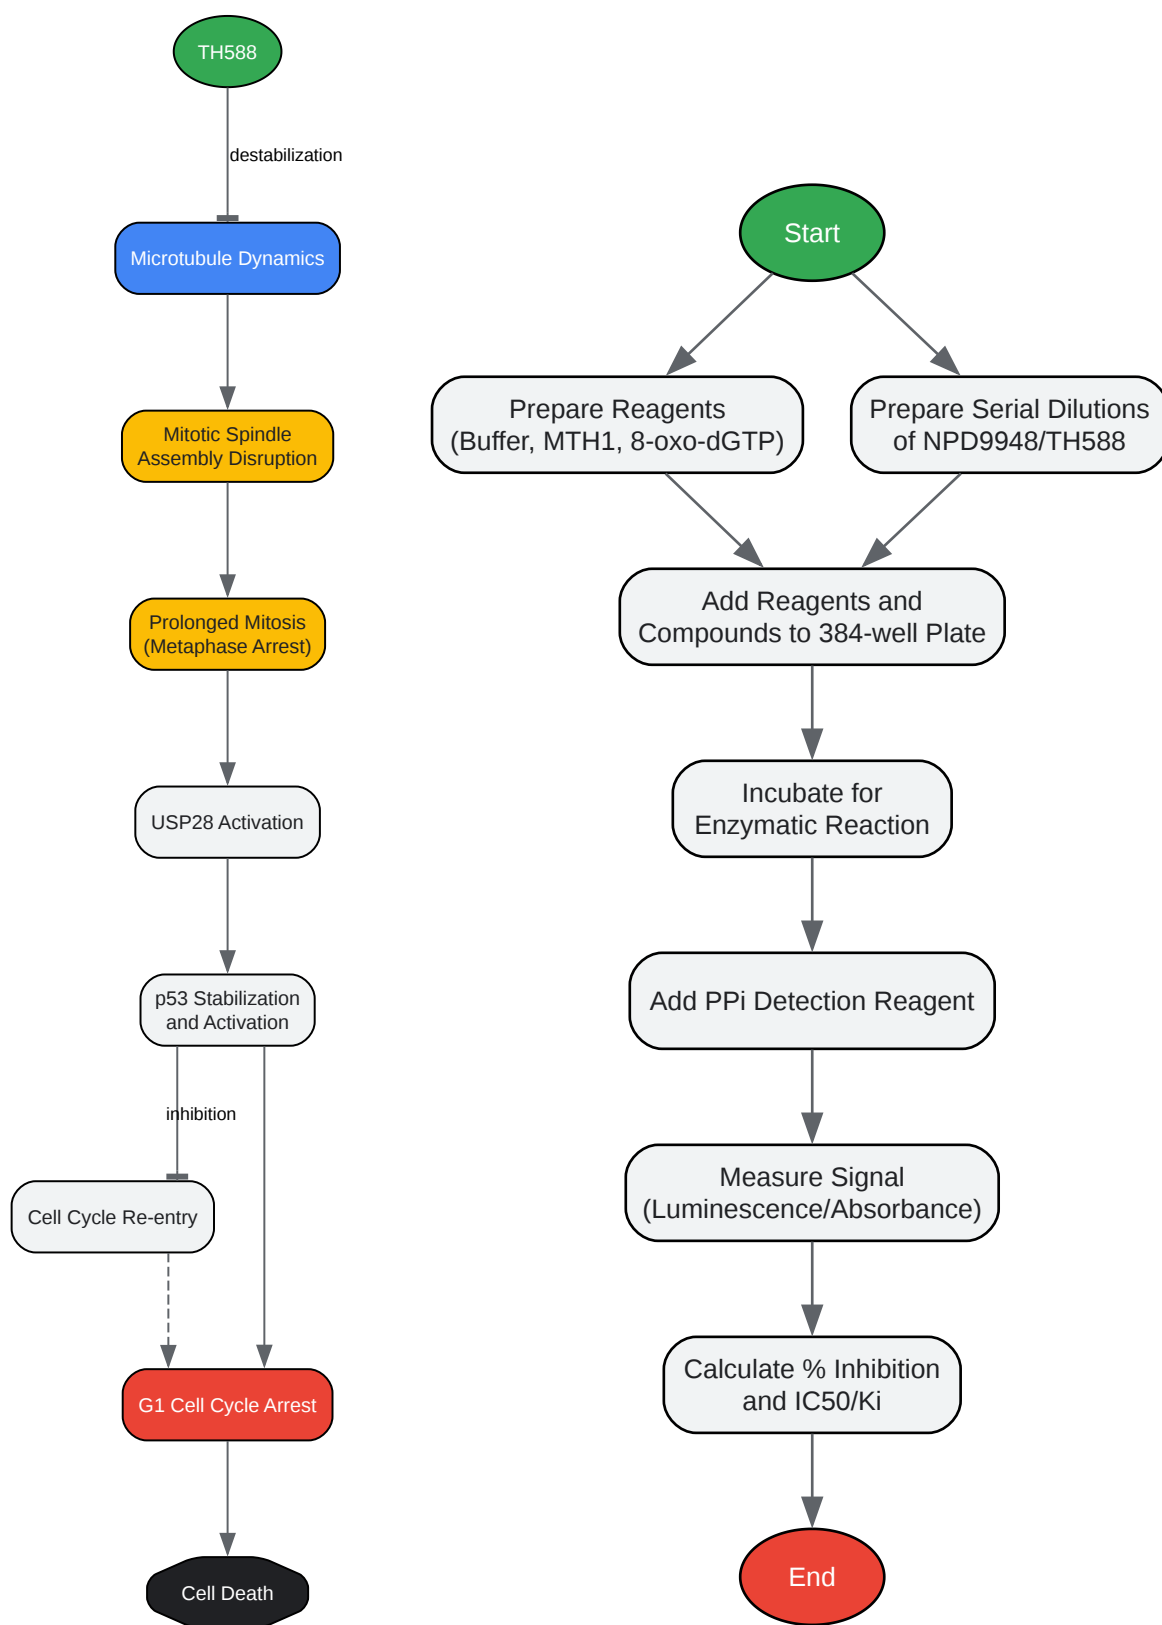 TH588
destabilization
Microtubule Dynamics
Mitotic Spindle
Assembly Disruption
Prolonged Mitosis
(Metaphase Arrest)
USP28 Activation
p53 Stabilization
and Activation
inhibition
Cell Cycle Re-entry
G1 Cell Cycle Arrest
Cell Death
Start
Prepare Reagents
(Buffer, MTH1, 8-oxo-dGTP)
Prepare Serial Dilutions
of NPD9948/TH588
Add Reagents and
Compounds to 384-well Plate
Incubate for
Enzymatic Reaction
Add PPi Detection Reagent
Measure Signal
(Luminescence/Absorbance)
Calculate % Inhibition
and IC50/Ki
End